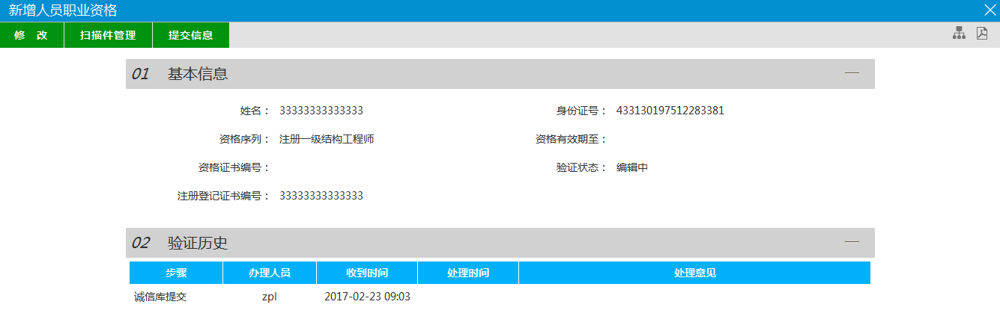 新增人员职业资格
修 改 扫描件管理 提交信息
01 基本信息
姓名： 33333333333333 身份证号： 433130197512283381
资格序列： 注册一级结构工程师 资格有效期至：
资格证书编号： 验证状态： 编辑中
注册登记证书编号： 33333333333333
02 验证历史
步骤 办理人员 收到时间 处理时间 处理意见
诚信库提交 zpl 2017-02-23 09:03